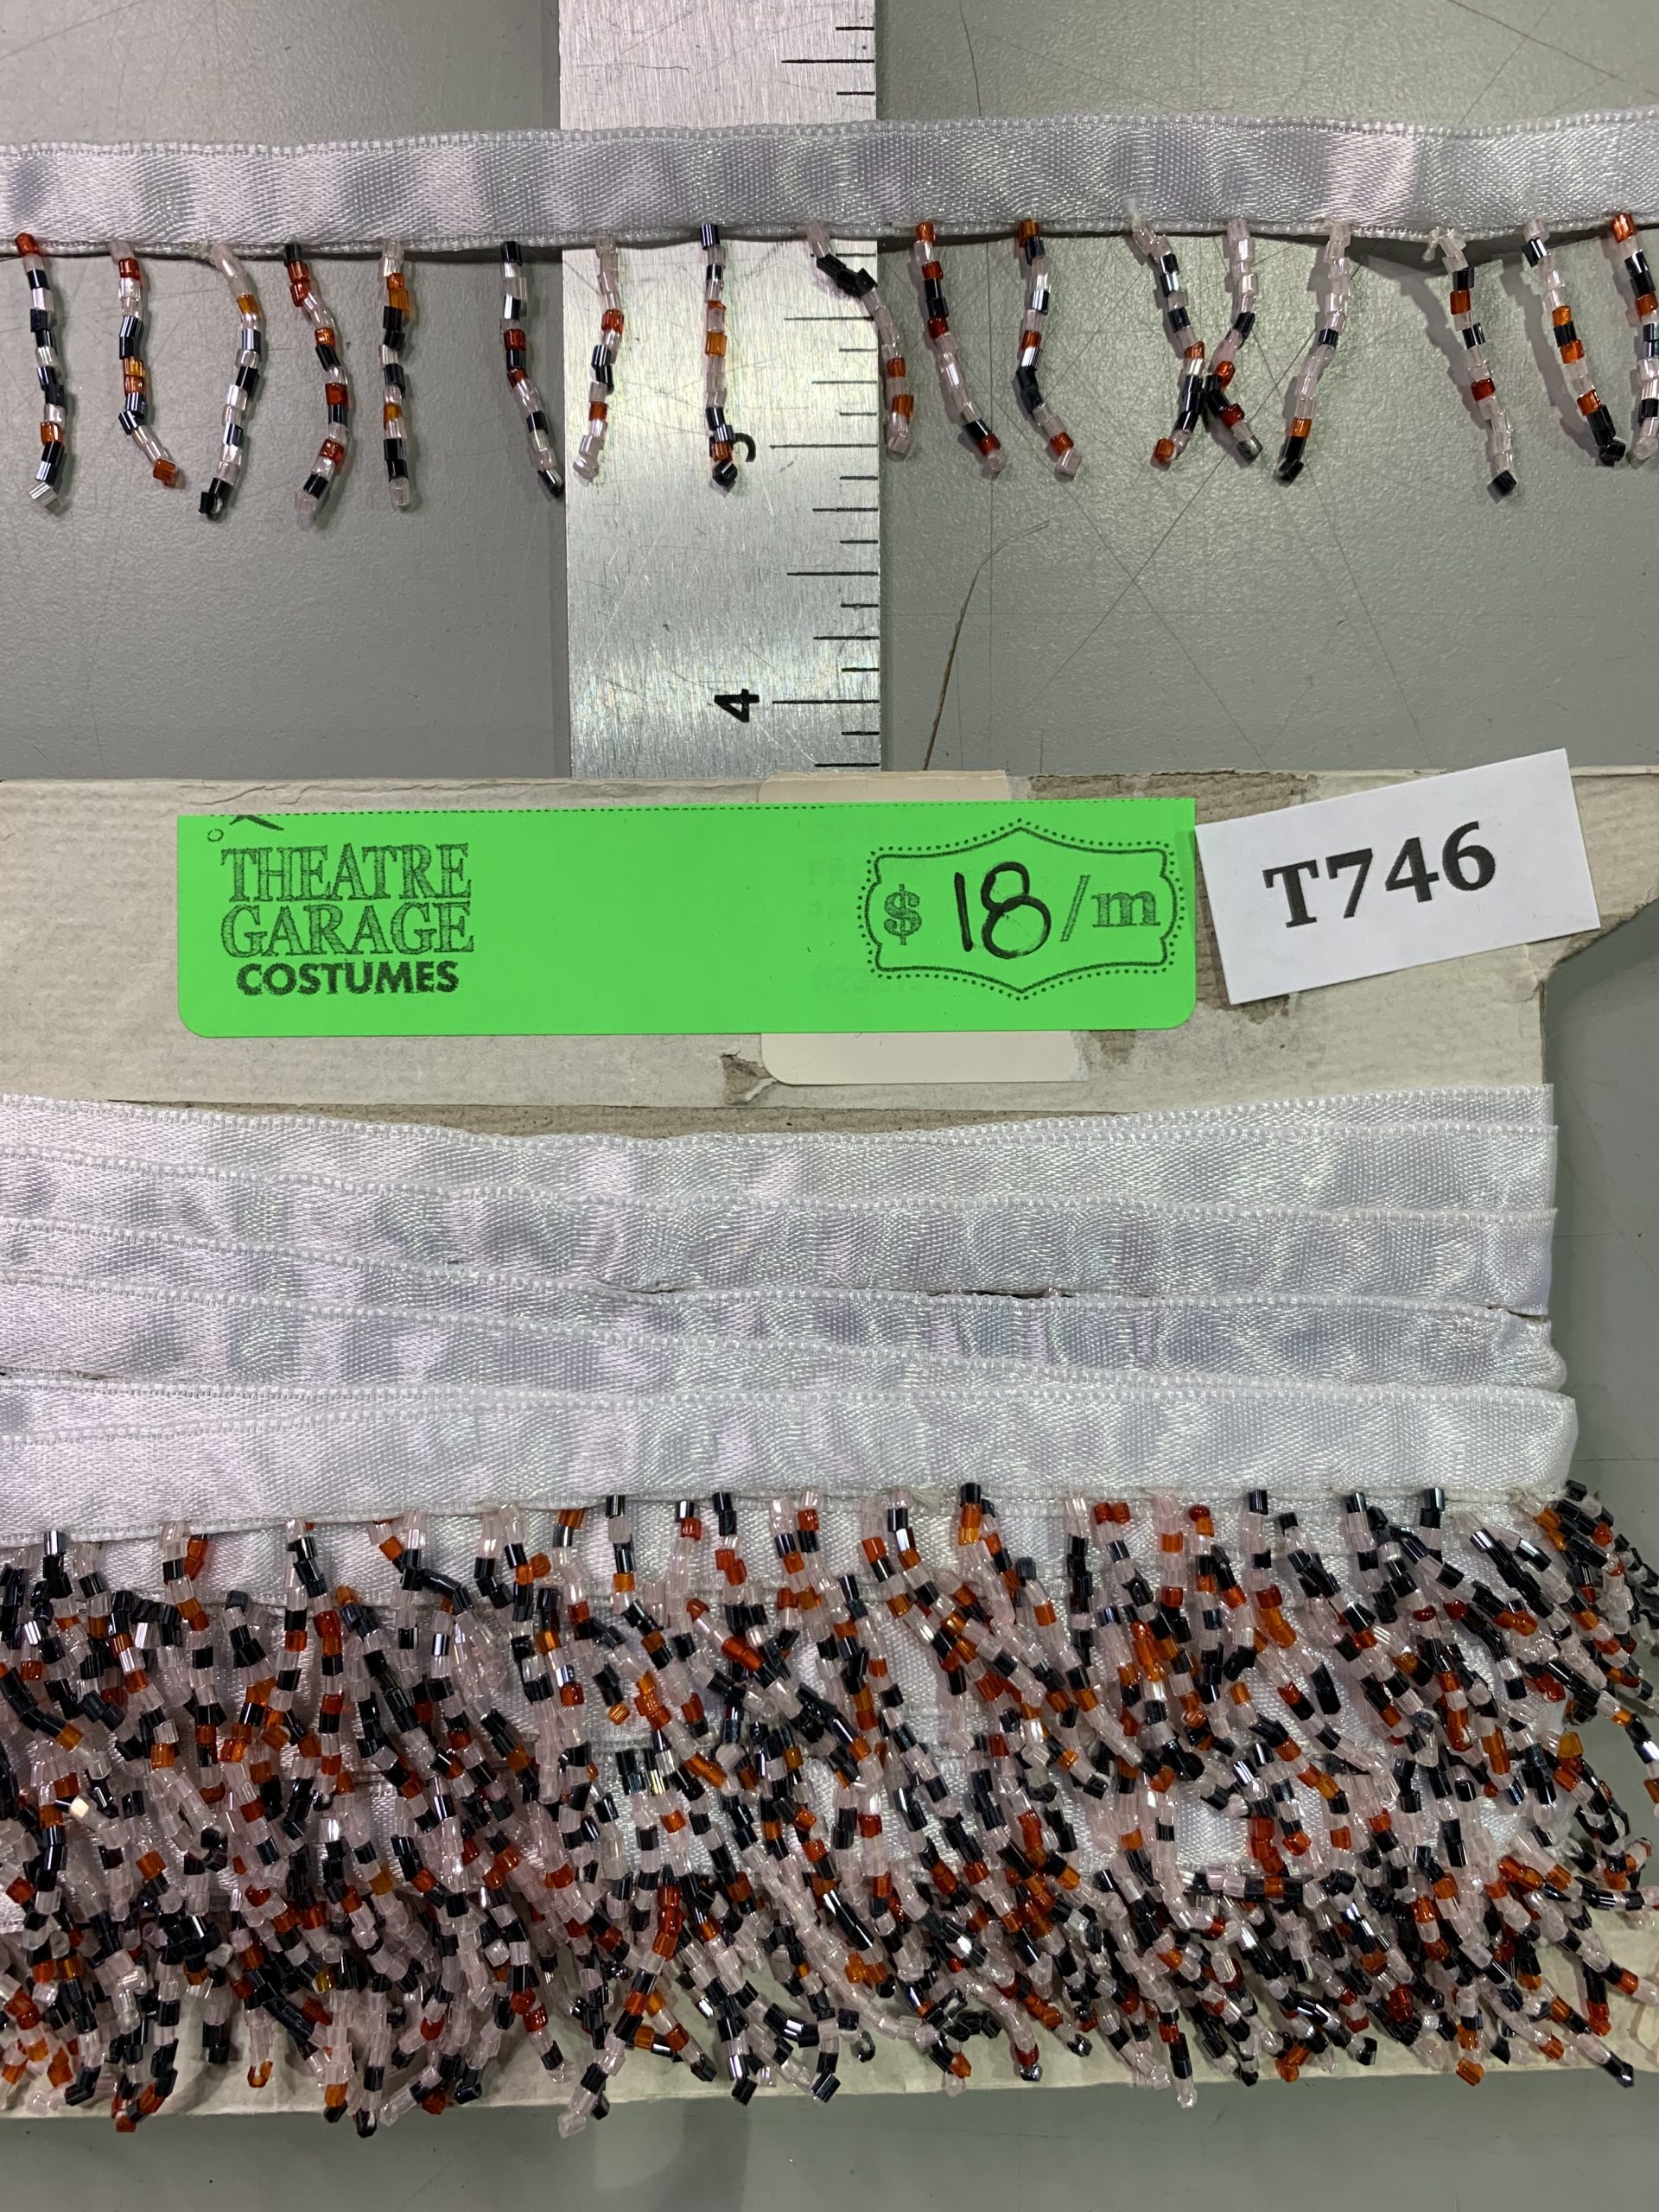 3
4
THEATRE
GARAGE
COSTUMES
$ 18 /m
T746